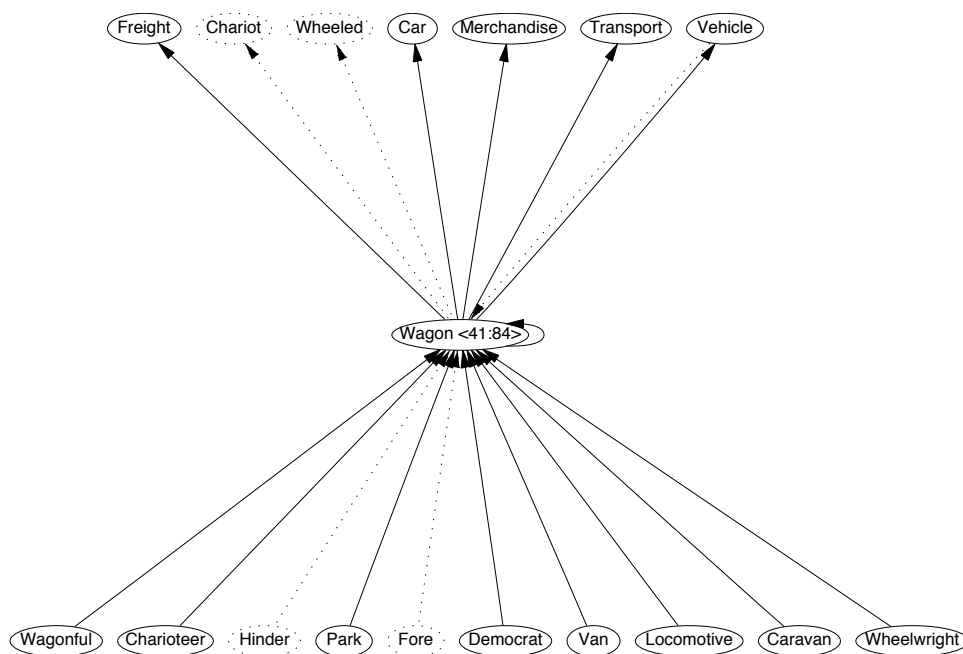 Freight Chariot Wheeled Car Merchandise Transport Vehicle
Wagon <41:84>
Wagonful Charioteer Hinder Park Fore Democrat Van Locomotive Caravan Wheelwright